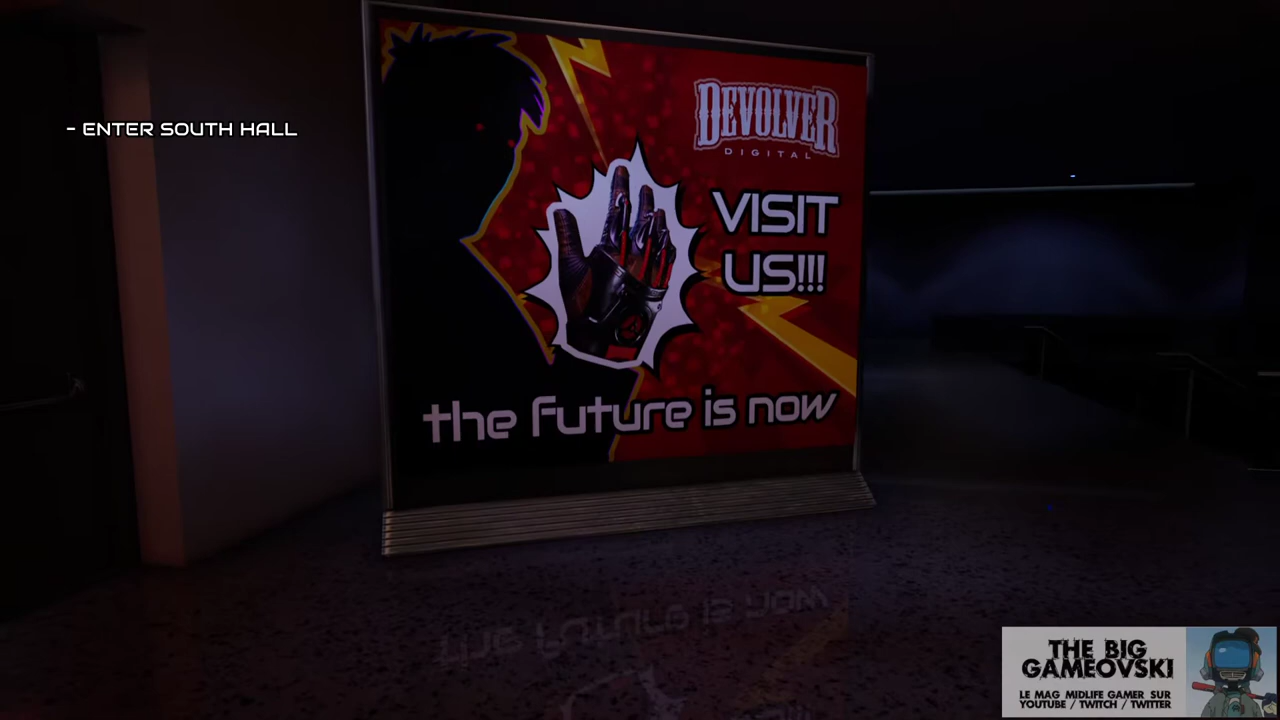 - ENTER SOUTH HALL
DEVOLVER
DIGITAL
VISIT
US!!!
the future is now
THE BIG
GAMEOVSKI
LE MAG MIDLIFE GAMER SUR
YOUTUBE / TWITCH / TWITTER